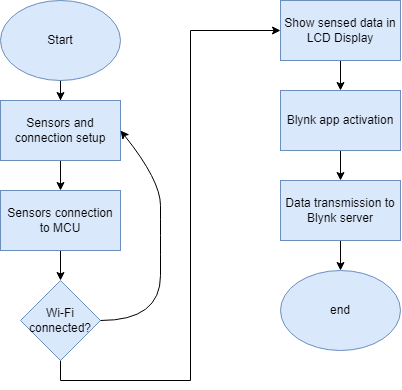 Start
Sensors and
connection setup
Sensors connection
to MCU
Wi-Fi
connected?
Show sensed data in
LCD Display
Blynk app activation
Data transmission to
Blynk server
end